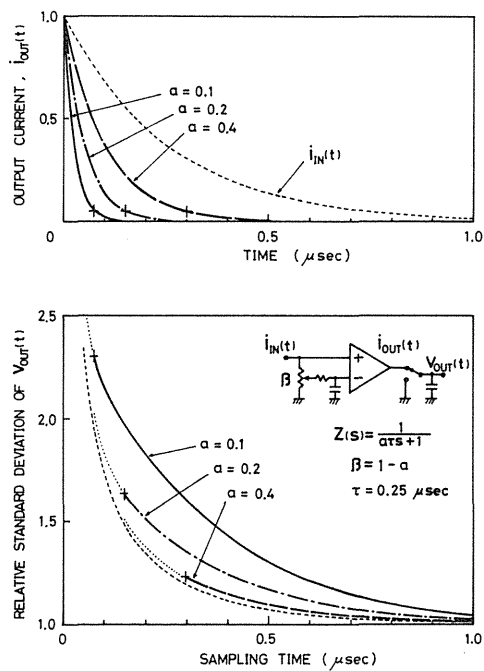 OUTPUT CURRENT, iOUT(t)
1.0
0.5
0
a = 0.1
a = 0.2
a = 0.4
iIN(t)
0
0.5
1.0
TIME (μsec)
RELATIVE STANDARD DEVIATION OF VOUT(t)
2.5
2.0
1.5
1.0
iIN(t)
iOUT(t)
VOUT(t)
β
+
−
Z(s) = 1/(aτs+1)
β = 1 - a
τ = 0.25 μsec
a = 0.1
a = 0.2
a = 0.4
0
0.5
1.0
SAMPLING TIME (μsec)